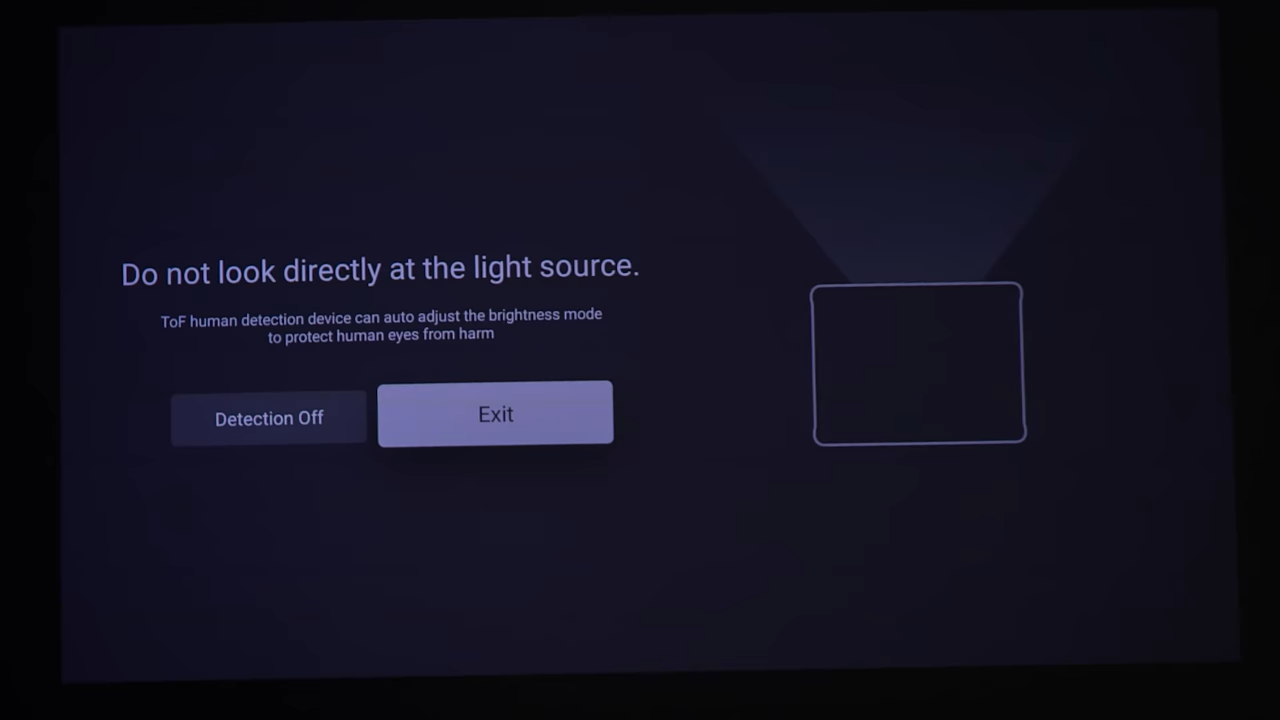 Do not look directly at the light source.
ToF human detection device can auto adjust the brightness mode
to protect human eyes from harm
Detection Off
Exit